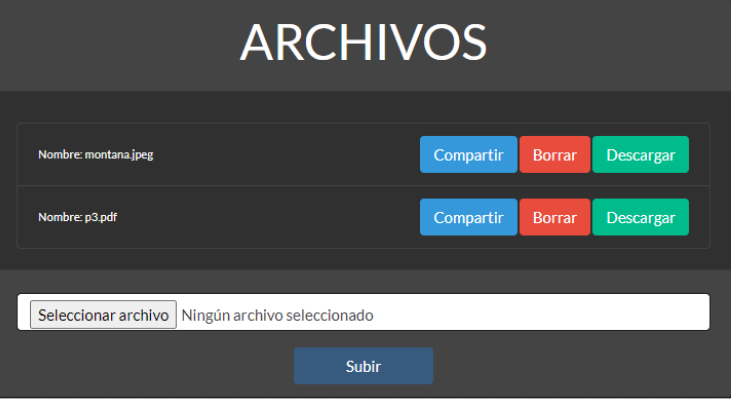 ARCHIVOS
Nombre: montana.jpeg Compartir Borrar Descargar
Nombre: p3.pdf Compartir Borrar Descargar
Seleccionar archivo Ningún archivo seleccionado
Subir